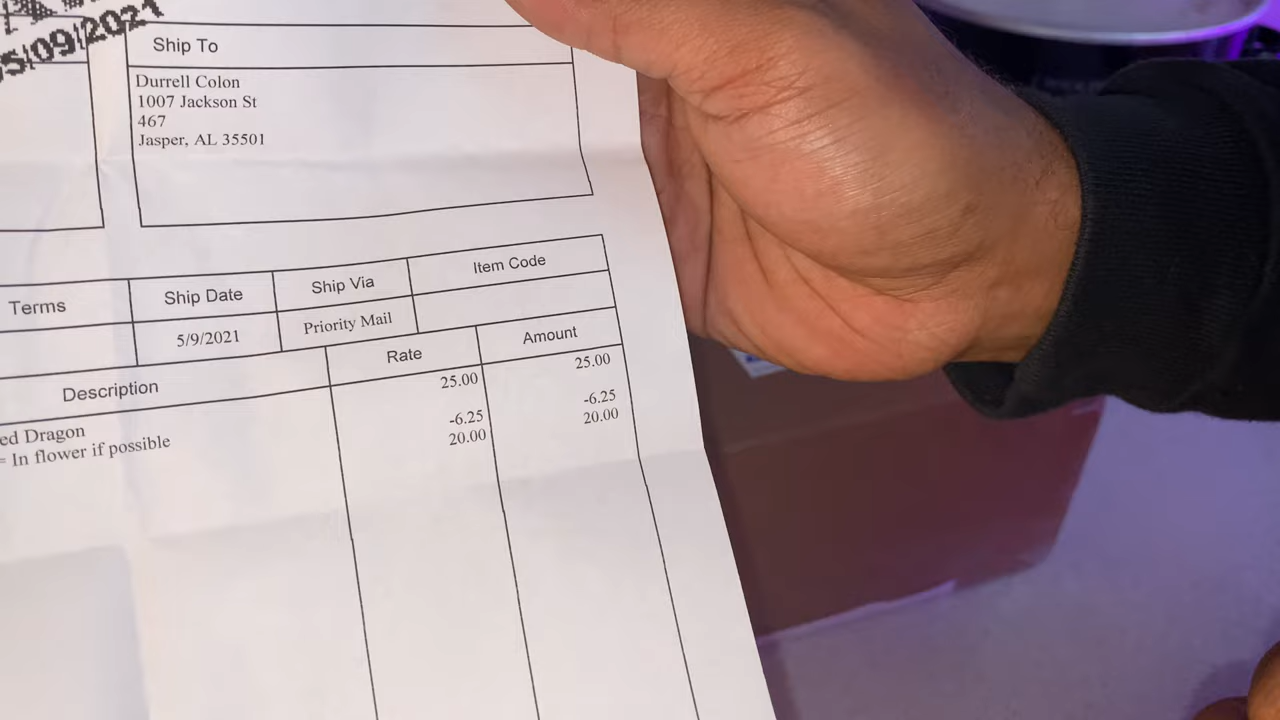 05/09/2021
Ship To
Durrell Colon
1007 Jackson St
467
Jasper, AL 35501
Terms
Ship Date
Ship Via
Item Code
5/9/2021
Priority Mail
Description
Rate
Amount
25.00
25.00
ed Dragon
-6.25
-6.25
= In flower if possible
20.00
20.00